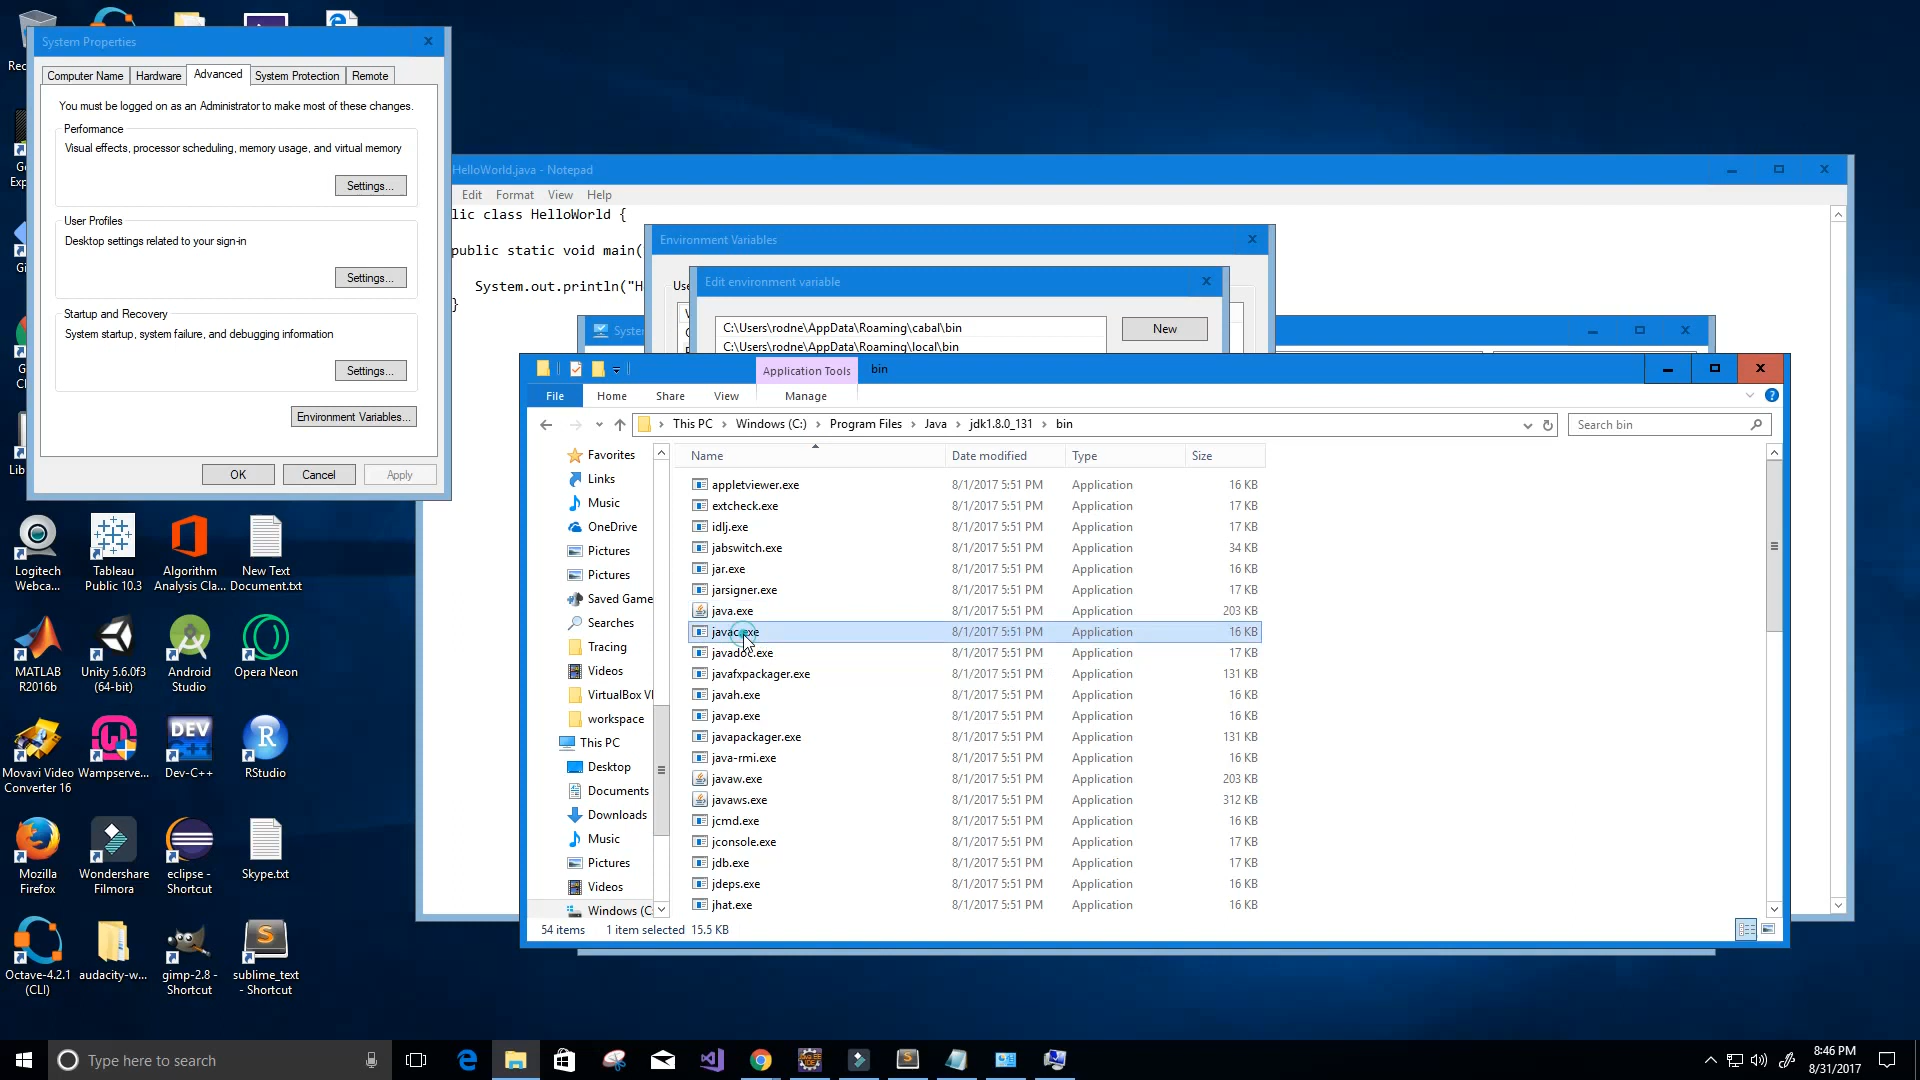 System Properties
Computer Name
Hardware
Advanced
System Protection
Remote
You must be logged on as an Administrator to make most of these changes.
Performance
Visual effects, processor scheduling, memory usage, and virtual memory
Settings...
User Profiles
Desktop settings related to your sign-in
Settings...
Startup and Recovery
System startup, system failure, and debugging information
Settings...
Environment Variables...
OK
Cancel
Apply
HelloWorld.java - Notepad
Edit Format View Help
lic class HelloWorld {
public static void main(
System.out.println("H
}
Environment Variables
Use
Edit environment variable
C:\Users\rodne\AppData\Roaming\cabal\bin
C:\Users\rodne\AppData\Roaming\local\bin
New
System
Application Tools
bin
File
Home
Share
View
Manage
This PC > Windows (C:) > Program Files > Java > jdk1.8.0_131 > bin
Search bin
Favorites
Links
Music
OneDrive
Pictures
Pictures
Saved Game
Searches
Tracing
Videos
VirtualBox VI
workspace
This PC
Desktop
Documents
Downloads
Music
Pictures
Videos
Windows (C:
Name Date modified Type Size
appletviewer.exe 8/1/2017 5:51 PM Application 16 KB
extcheck.exe 8/1/2017 5:51 PM Application 17 KB
idlj.exe 8/1/2017 5:51 PM Application 17 KB
jabswitch.exe 8/1/2017 5:51 PM Application 34 KB
jar.exe 8/1/2017 5:51 PM Application 16 KB
jarsigner.exe 8/1/2017 5:51 PM Application 17 KB
java.exe 8/1/2017 5:51 PM Application 203 KB
javac.exe 8/1/2017 5:51 PM Application 16 KB
javadoc.exe 8/1/2017 5:51 PM Application 17 KB
javafxpackager.exe 8/1/2017 5:51 PM Application 131 KB
javah.exe 8/1/2017 5:51 PM Application 16 KB
javap.exe 8/1/2017 5:51 PM Application 16 KB
javapackager.exe 8/1/2017 5:51 PM Application 131 KB
java-rmi.exe 8/1/2017 5:51 PM Application 16 KB
javaw.exe 8/1/2017 5:51 PM Application 203 KB
javaws.exe 8/1/2017 5:51 PM Application 312 KB
jcmd.exe 8/1/2017 5:51 PM Application 16 KB
jconsole.exe 8/1/2017 5:51 PM Application 17 KB
jdb.exe 8/1/2017 5:51 PM Application 17 KB
jdeps.exe 8/1/2017 5:51 PM Application 16 KB
jhat.exe 8/1/2017 5:51 PM Application 16 KB
54 items 1 item selected 15.5 KB
Logitech
Webca...
Tableau
Public 10.3
Algorithm
Analysis Cla...
New Text
Document.txt
MATLAB
R2016b
Unity 5.6.0f3
(64-bit)
Android
Studio
Opera Neon
Movavi Video
Converter 16
Wampserve...
DEV
Dev-C++
R
RStudio
Mozilla
Firefox
Wondershare
Filmora
eclipse -
Shortcut
Skype.txt
Octave-4.2.1
(CLI)
audacity-w...
gimp-2.8 -
Shortcut
sublime_text
- Shortcut
Type here to search
8:46 PM
8/31/2017